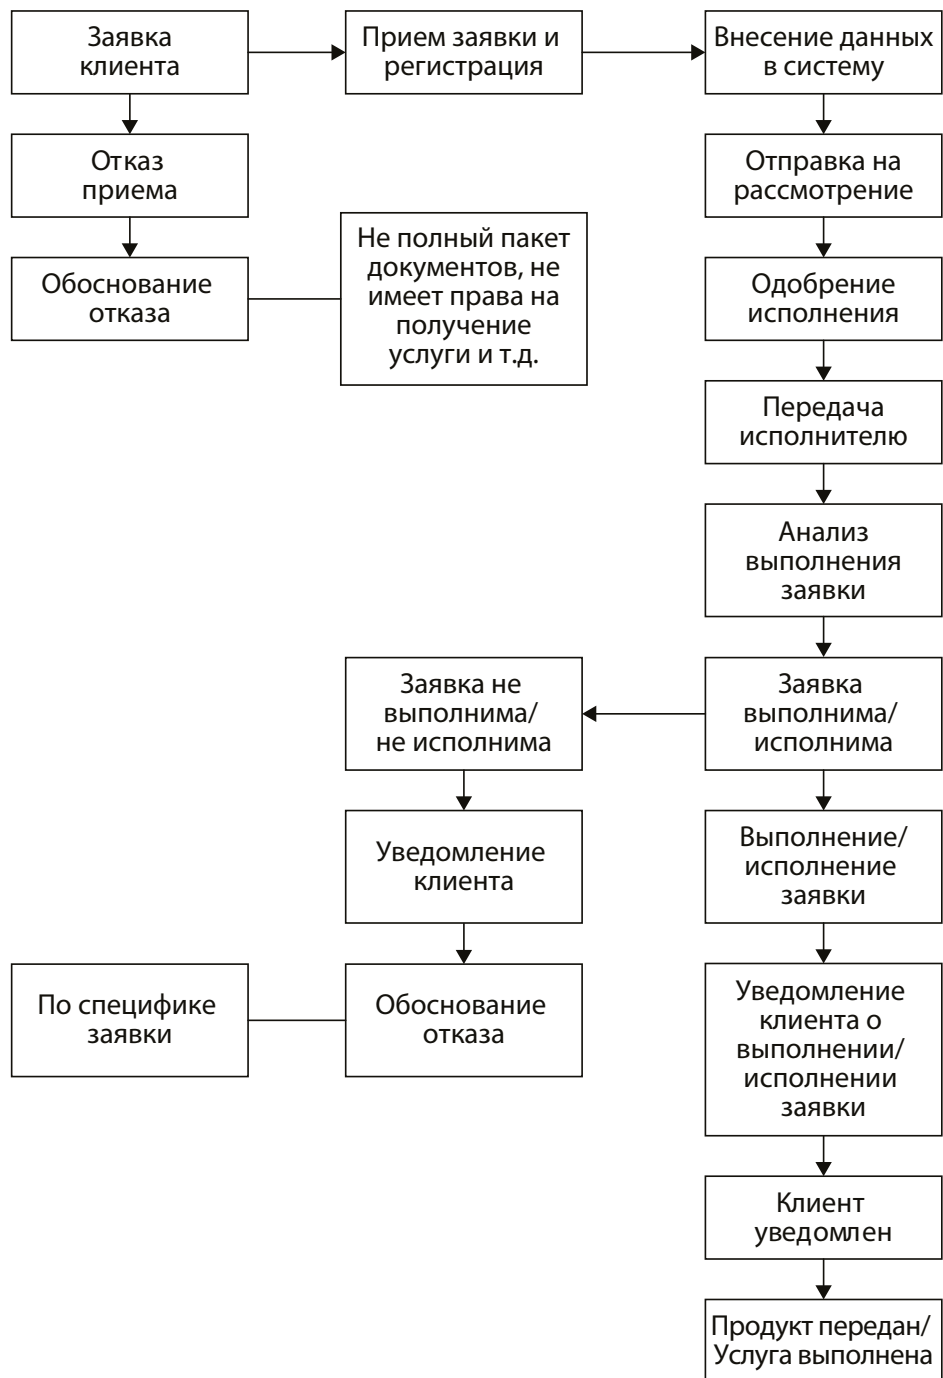 Заявка
клиента
Прием заявки и
регистрация
Внесение данных
в систему
Отказ
приема
Отправка на
рассмотрение
Обоснование
отказа
Не полный пакет
документов, не
имеет права на
получение
услуги и т.д.
Одобрение
исполнения
Передача
исполнителю
Анализ
выполнения
заявки
Заявка не
выполнима/
не исполнима
Заявка
выполнима/
исполнима
Уведомление
клиента
Выполнение/
исполнение
заявки
По специфике
заявки
Обоснование
отказа
Уведомление
клиента о
выполнении/
исполнении
заявки
Клиент
уведомлен
Продукт передан/
Услуга выполнена